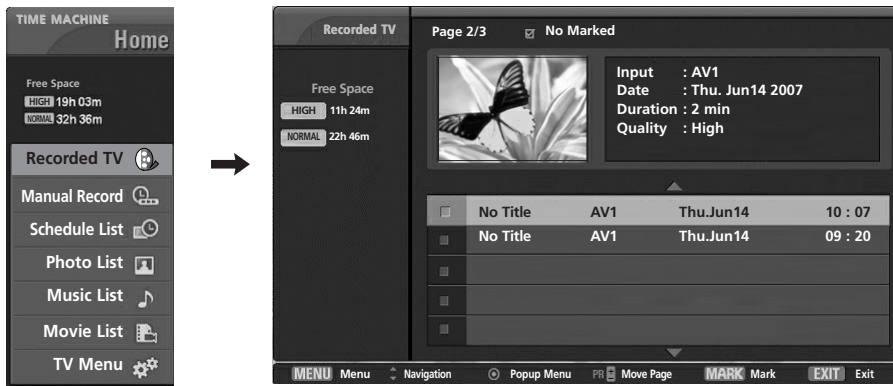 TIME MACHINE
Home
Free Space
HIGH 19h 03m
NORMAL 32h 36m
Recorded TV
Manual Record
Schedule List
Photo List
Music List
Movie List
TV Menu
Recorded TV
Free Space
HIGH 11h 24m
NORMAL 22h 46m
Page 2/3 No Marked
Input : AV1
Date : Thu. Jun14 2007
Duration : 2 min
Quality : High
No Title AV1 Thu.Jun14 10 : 07
No Title AV1 Thu.Jun14 09 : 20
MENU Menu Navigation Popup Menu PR Move Page MARK Mark EXIT Exit